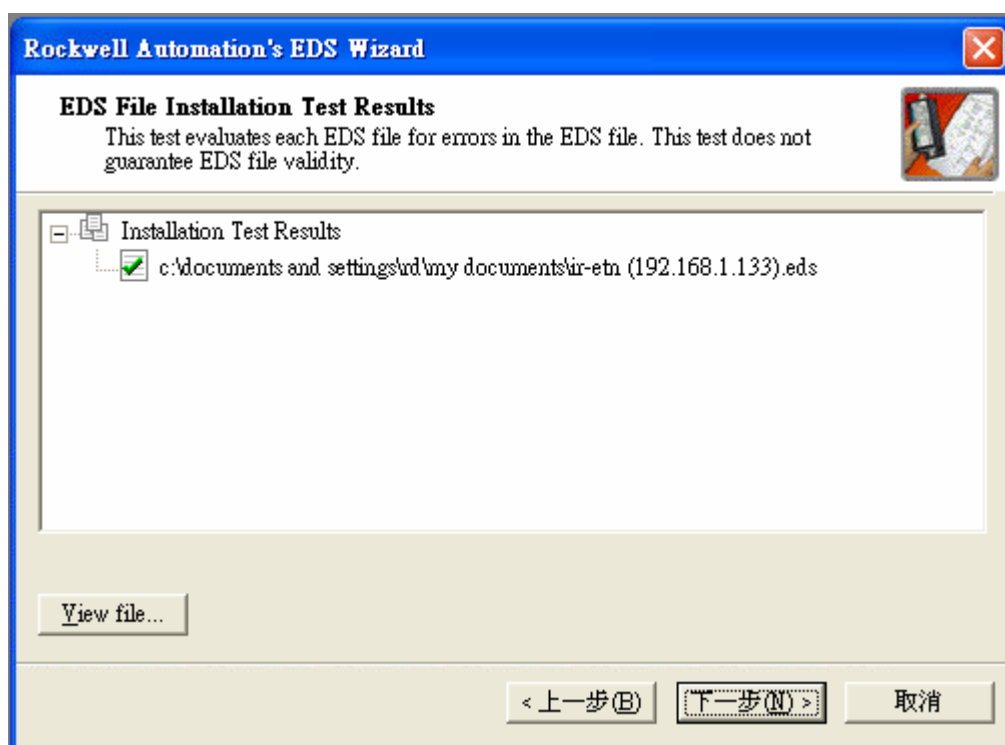 Rockwell Automation's EDS Wizard
EDS File Installation Test Results
This test evaluates each EDS file for errors in the EDS file. This test does not
guarantee EDS file validity.
Installation Test Results
c:\documents and settings\rd\my documents\ir-etn (192.168.1.133).eds
View file...
< 上一步(B)
下一步(N) >
取消